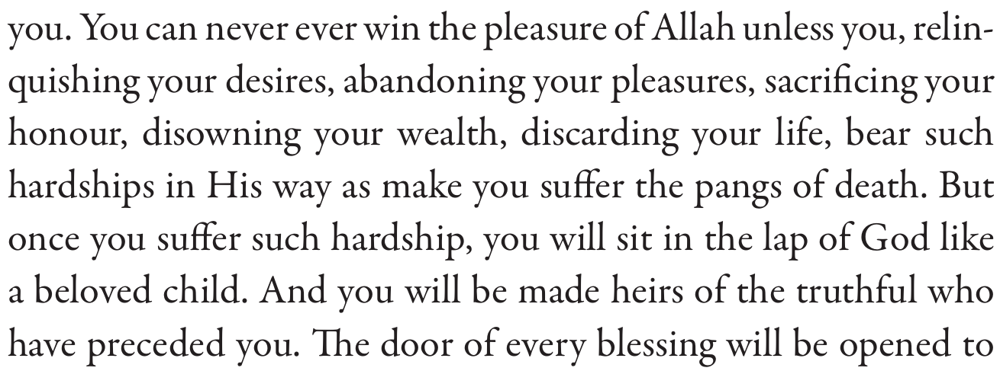 you. You can never ever win the pleasure of Allah unless you, relin-
quishing your desires, abandoning your pleasures, sacrificing your
honour, disowning your wealth, discarding your life, bear such
hardships in His way as make you suffer the pangs of death. But
once you suffer such hardship, you will sit in the lap of God like
a beloved child. And you will be made heirs of the truthful who
have preceded you. The door of every blessing will be opened to